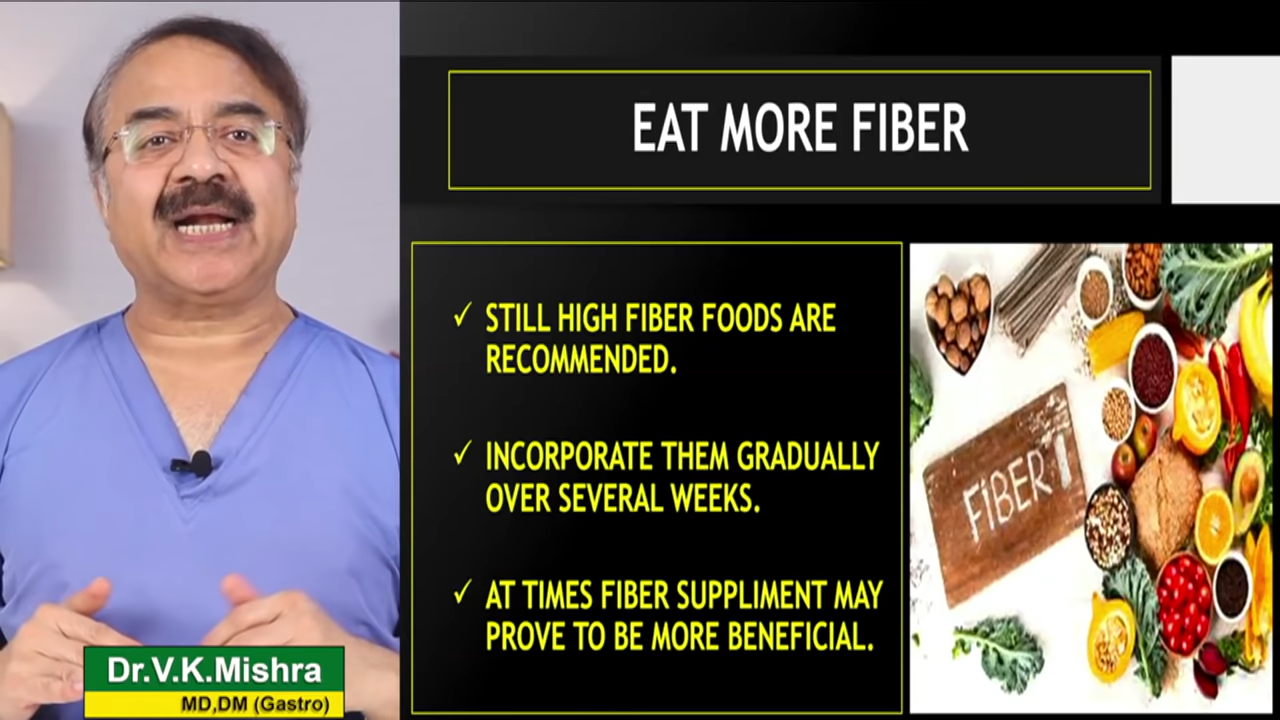 EAT MORE FIBER
✓ STILL HIGH FIBER FOODS ARE
RECOMMENDED.
✓ INCORPORATE THEM GRADUALLY
OVER SEVERAL WEEKS.
✓ AT TIMES FIBER SUPPLIMENT MAY
PROVE TO BE MORE BENEFICIAL.
FIBER
Dr.V.K.Mishra
MD,DM (Gastro)